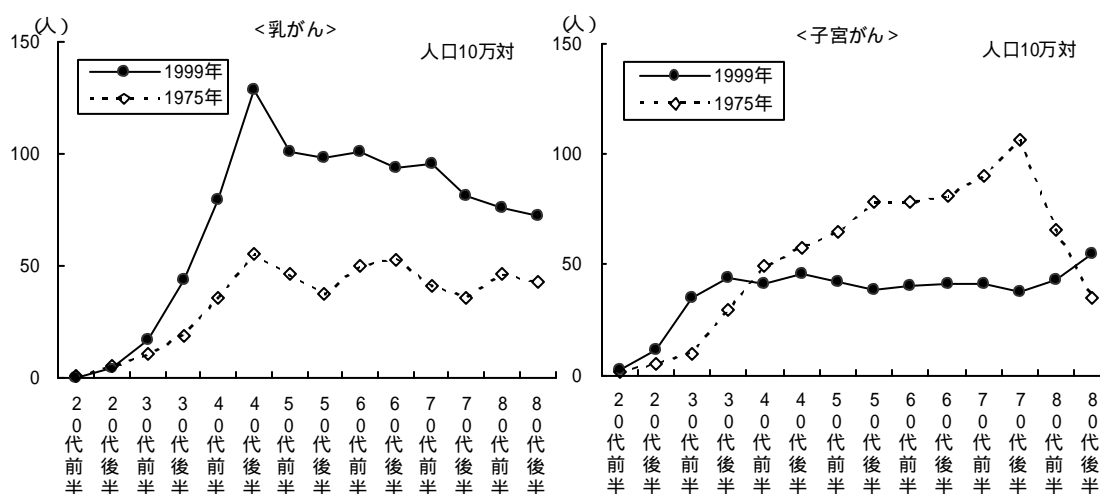 (人)
<乳がん>
人口10万対
150
1999年
1975年
100
50
0
20代前半
20代後半
30代前半
30代後半
40代前半
40代後半
50代前半
50代後半
60代前半
60代後半
70代前半
70代後半
80代前半
80代後半
(人)
<子宮がん>
人口10万対
150
1999年
1975年
100
50
0
20代前半
20代後半
30代前半
30代後半
40代前半
40代後半
50代前半
50代後半
60代前半
60代後半
70代前半
70代後半
80代前半
80代後半